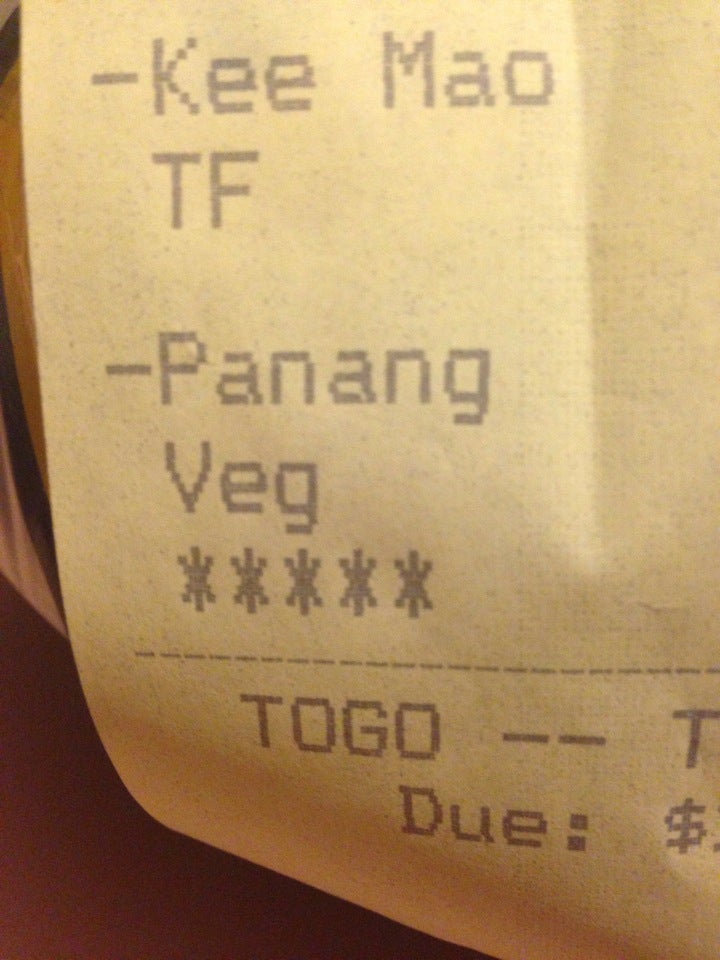 -Kee Mao
TF
-Panang
Veg
*****
TOGO -- T
Due: $